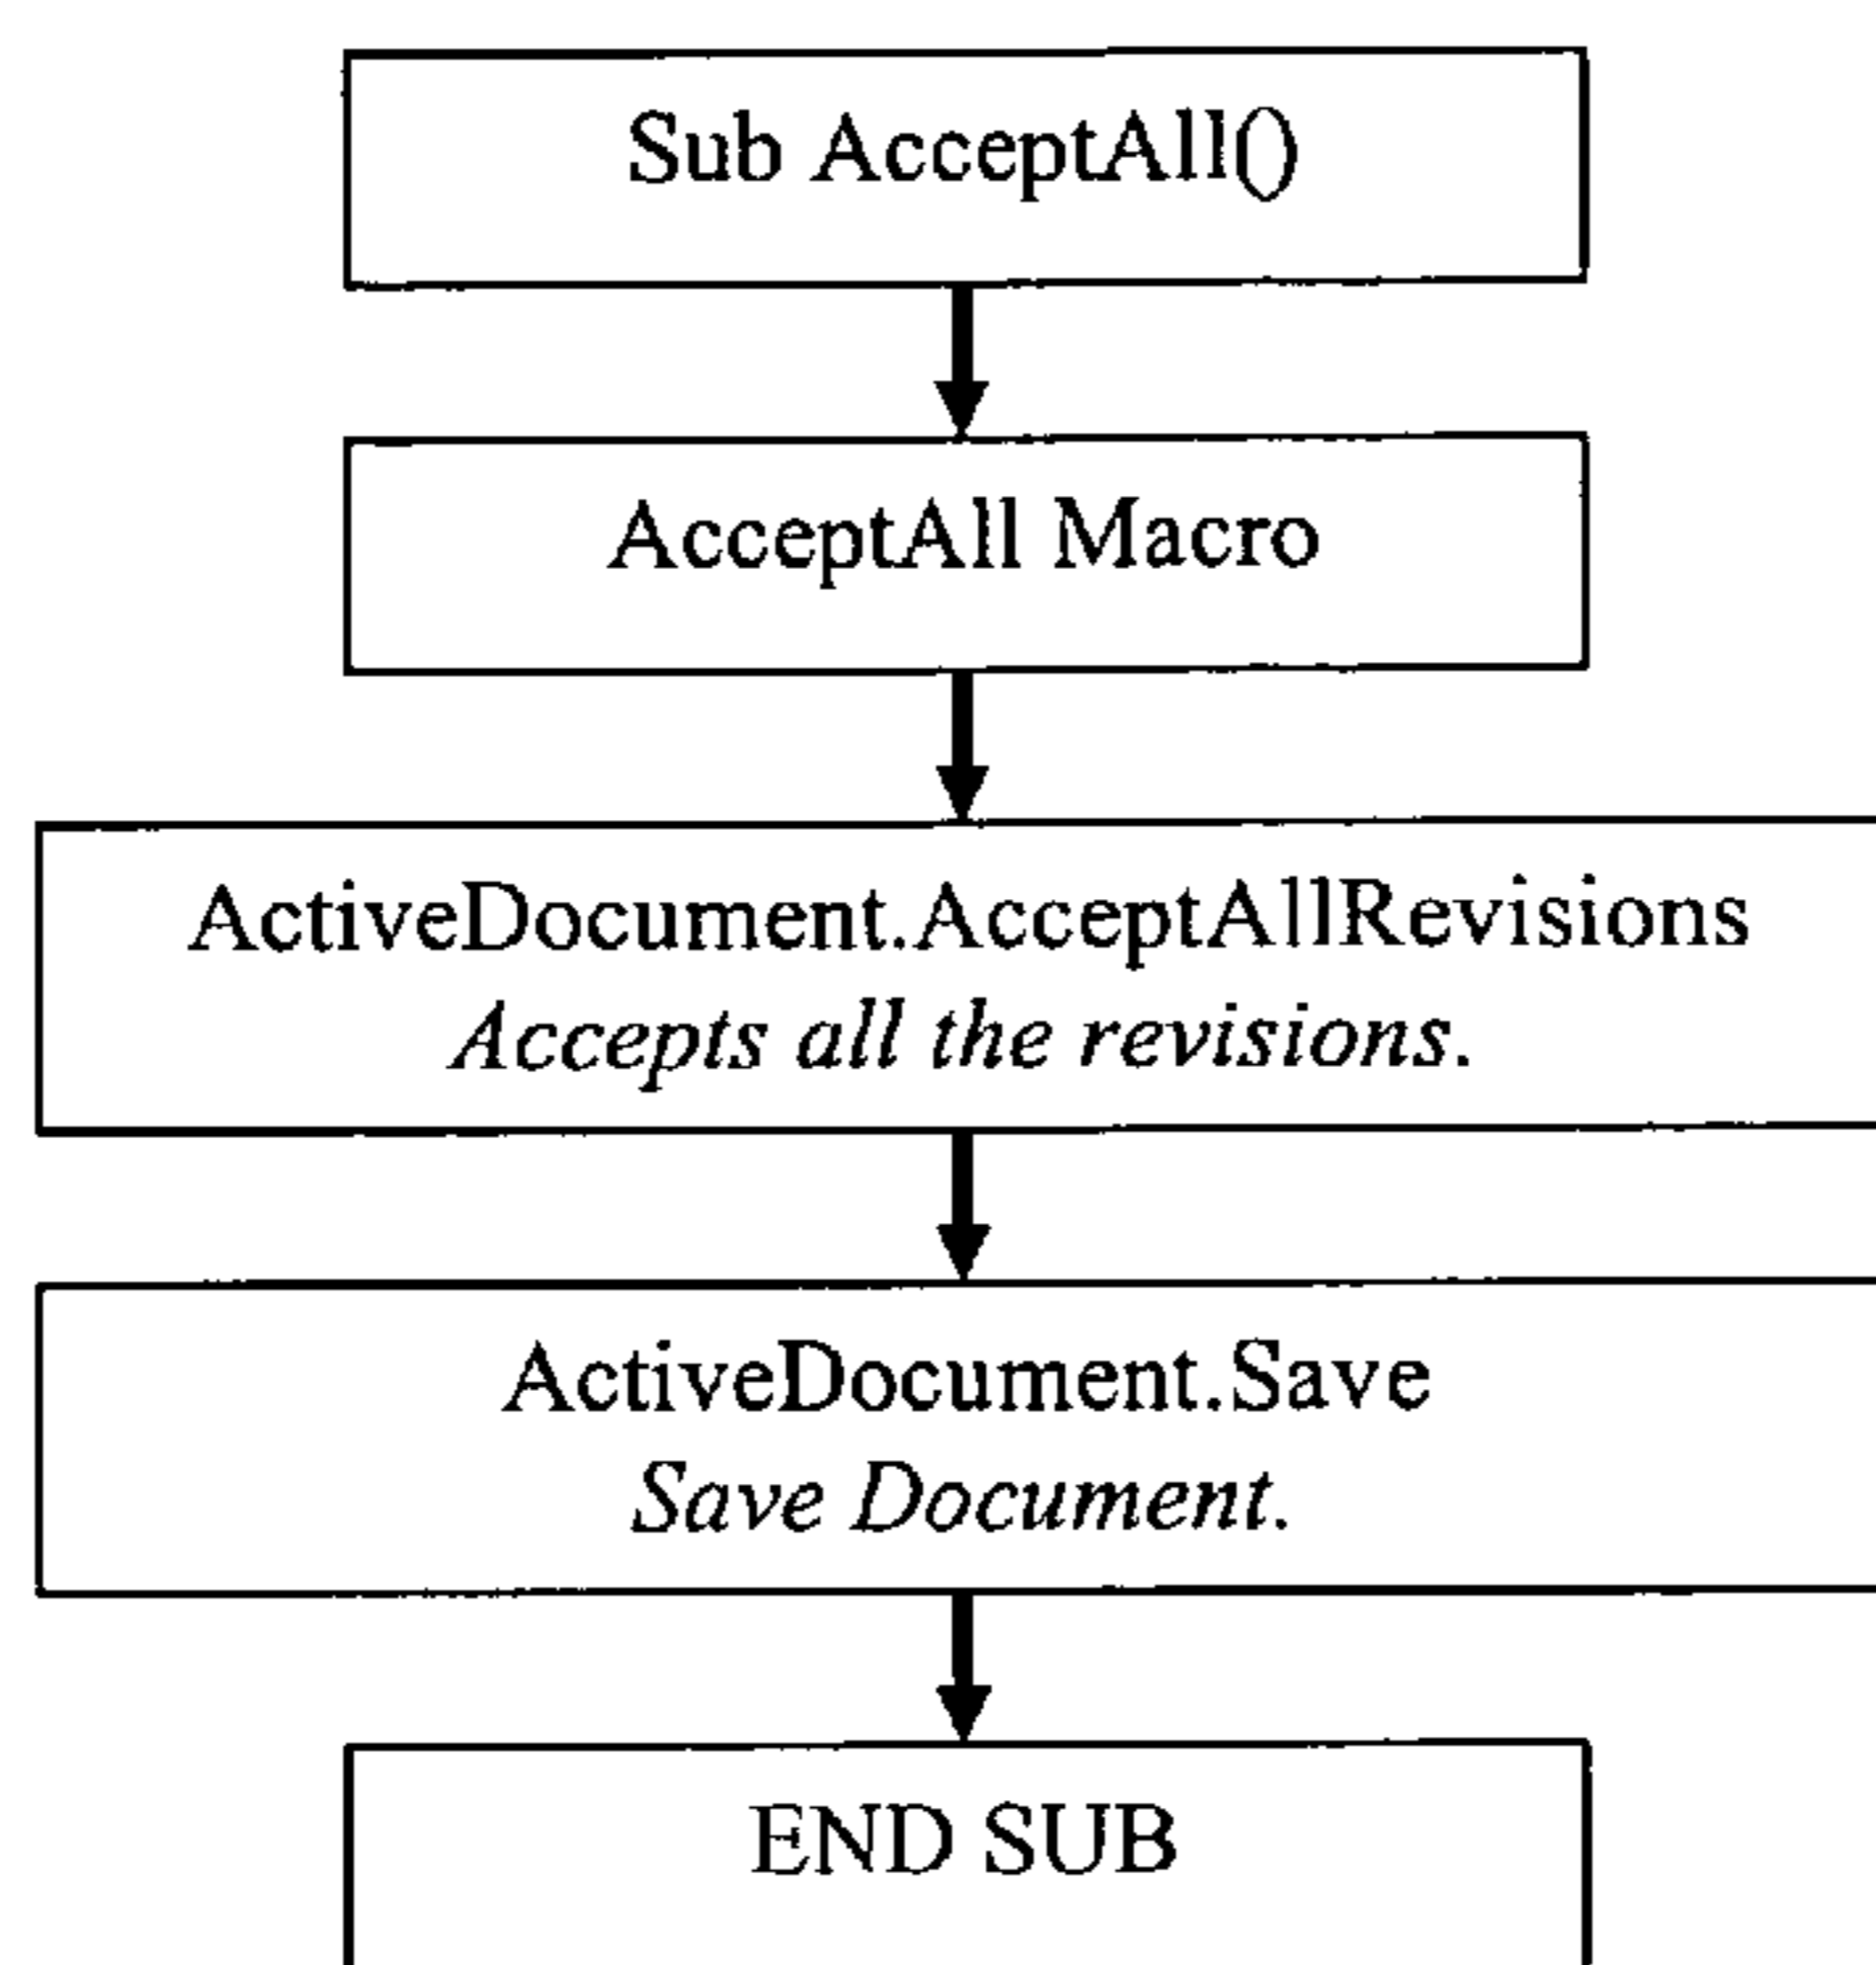 Sub AcceptAll()
AcceptAll Macro
ActiveDocument.AcceptAllRevisions
Accepts all the revisions.
ActiveDocument.Save
Save Document.
END SUB